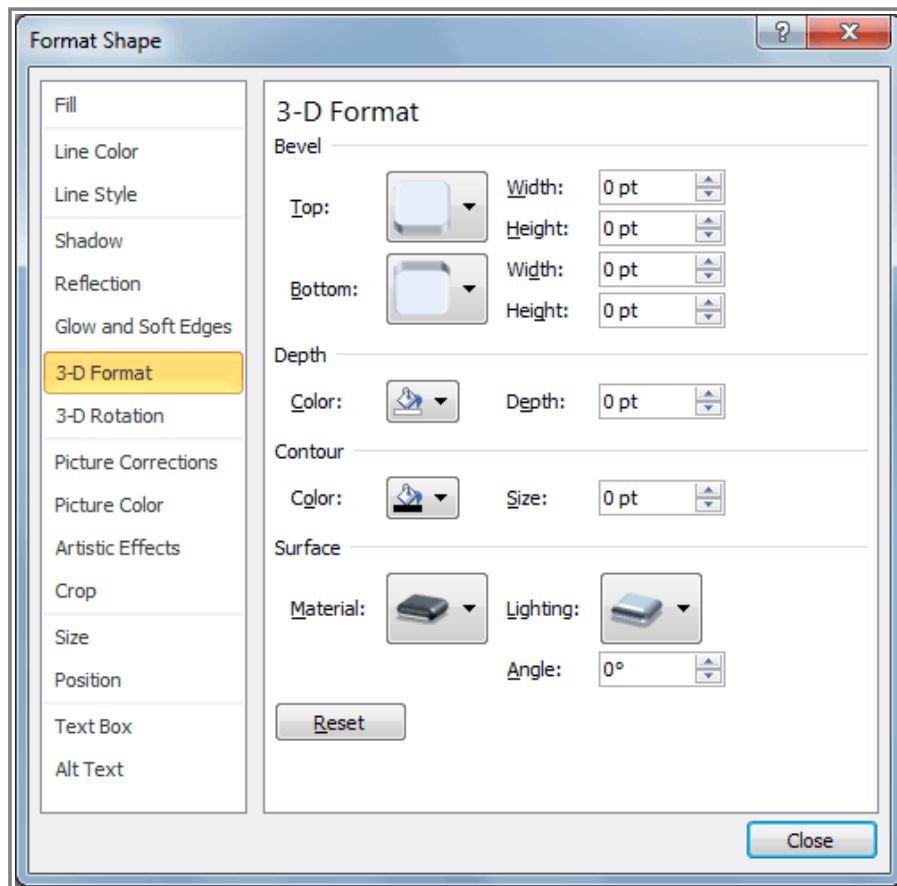 Format Shape
Fill
Line Color
Line Style
Shadow
Reflection
Glow and Soft Edges
3-D Format
3-D Rotation
Picture Corrections
Picture Color
Artistic Effects
Crop
Size
Position
Text Box
Alt Text
3-D Format
Bevel
Top:
Width: 0 pt
Height: 0 pt
Bottom:
Width: 0 pt
Height: 0 pt
Depth
Color: Depth: 0 pt
Contour
Color: Size: 0 pt
Surface
Material: Lighting:
Angle: 0°
Reset
Close